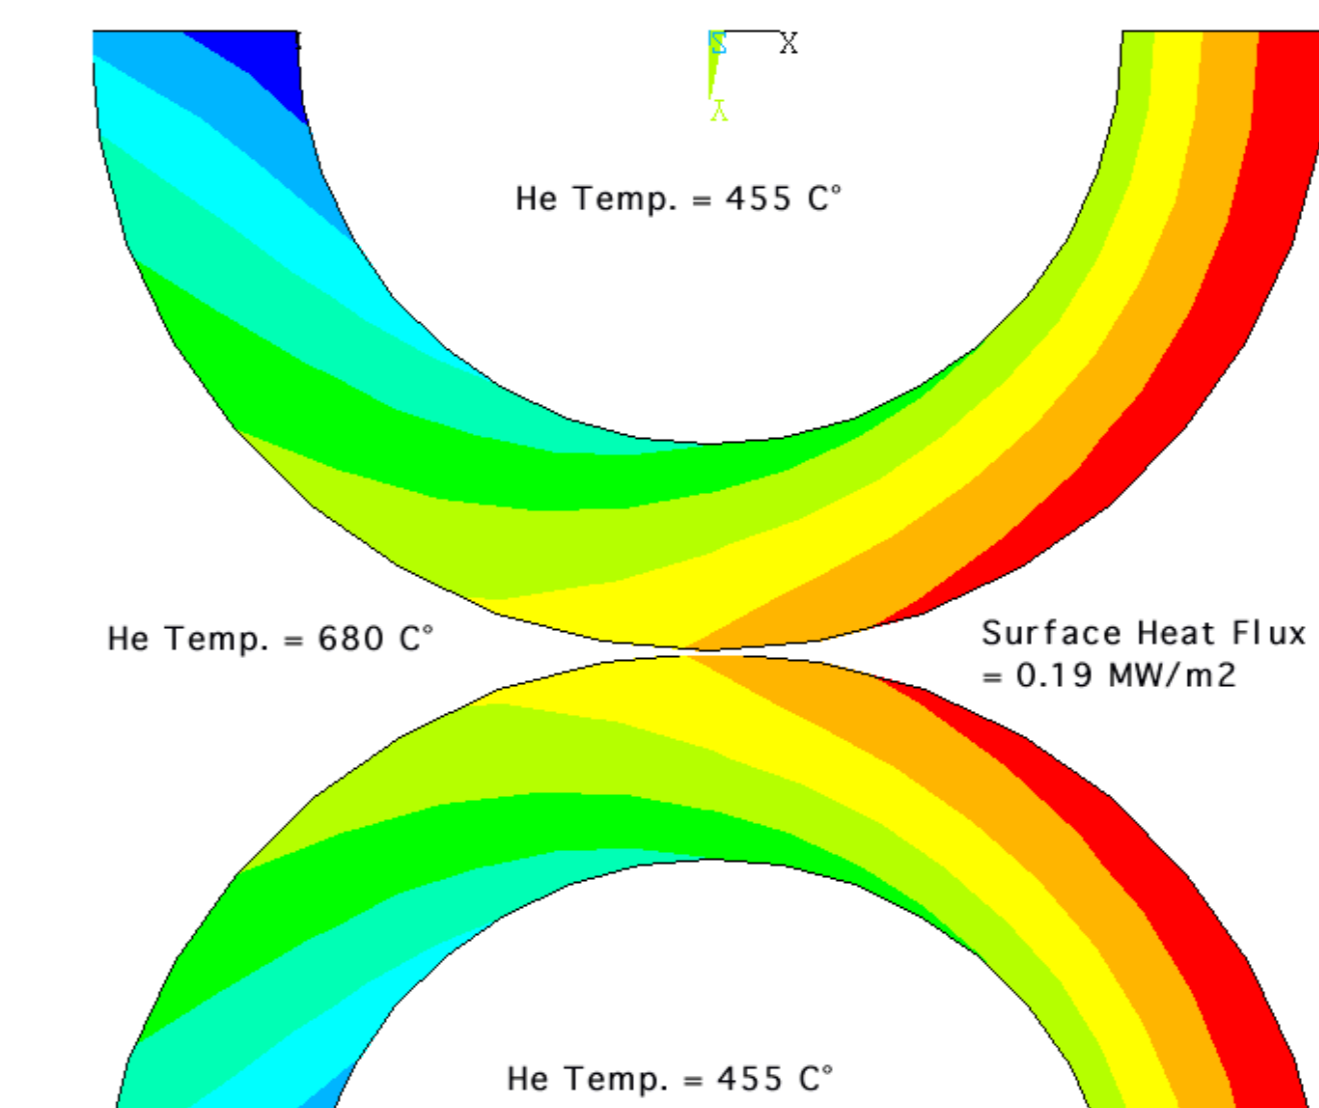 X
Y
He Temp. = 455 C°
He Temp. = 680 C°
Surface Heat Flux
= 0.19 MW/m2
He Temp. = 455 C°